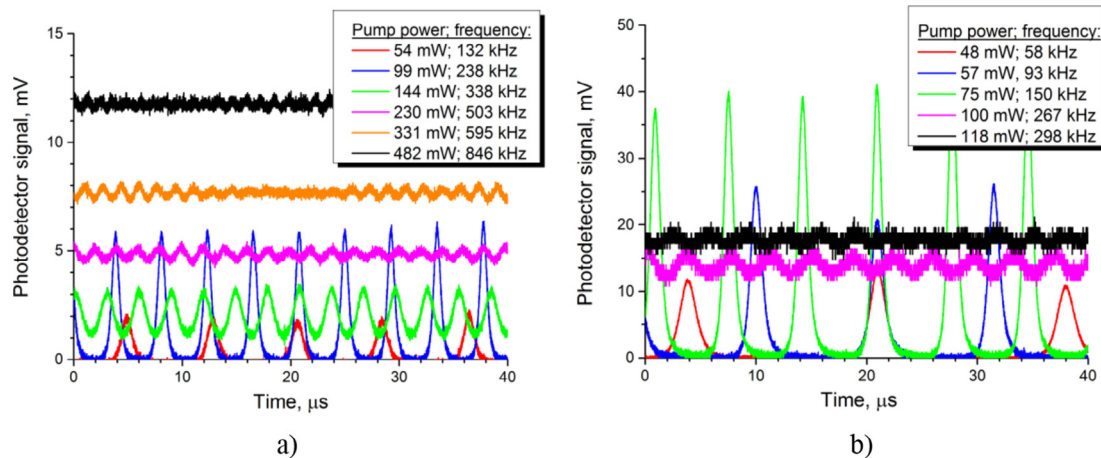 15
10
5
0
Photodetector signal, mV
Pump power; frequency:
54 mW; 132 kHz
99 mW; 238 kHz
144 mW; 338 kHz
230 mW; 503 kHz
331 mW; 595 kHz
482 mW; 846 kHz
0 10 20 30 40
Time, μs
a)
50
40
30
20
10
0
Photodetector signal, mV
Pump power; frequency:
48 mW; 58 kHz
57 mW, 93 kHz
75 mW; 150 kHz
100 mW; 267 kHz
118 mW; 298 kHz
0 10 20 30 40
Time, μs
b)